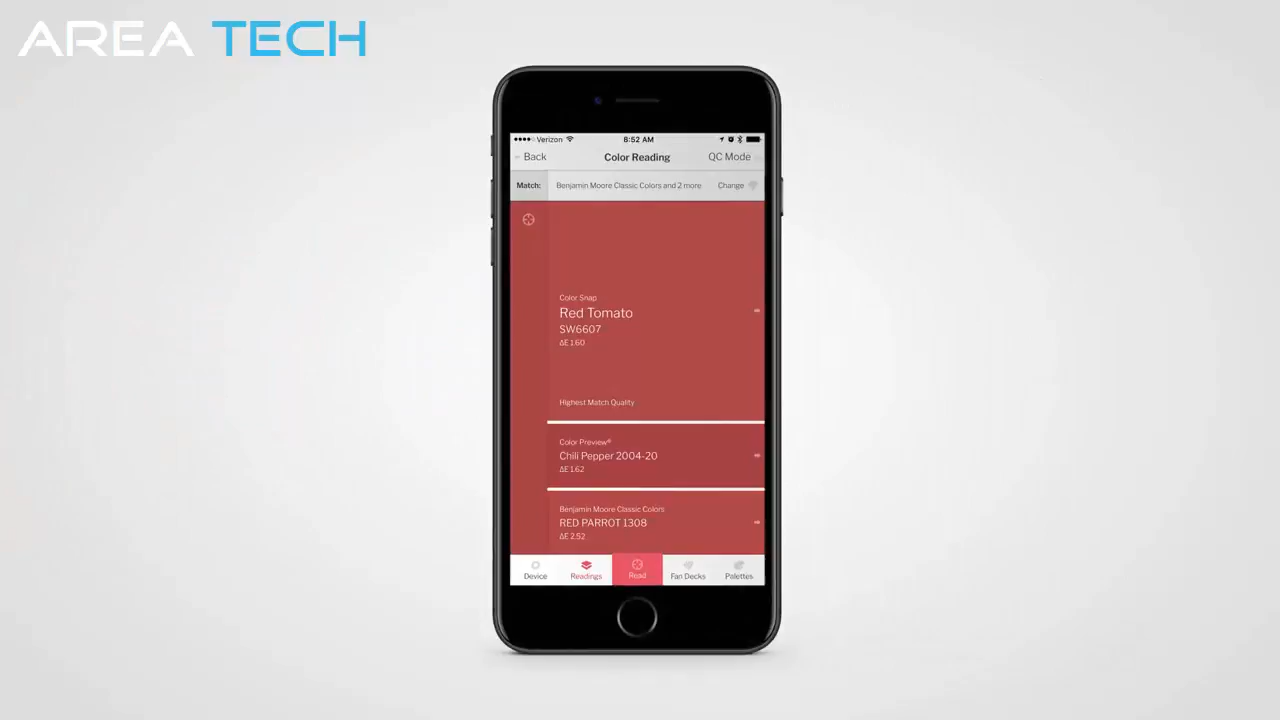 AREA TECH
Verizon 8:52 AM
Back Color Reading QC Mode
Match: Benjamin Moore Classic Colors and 2 more Change
Color Snap
Red Tomato
SW6607
ΔE 1.60
Highest Match Quality
Color Preview®
Chili Pepper 2004-20
ΔE 1.62
Benjamin Moore Classic Colors
RED PARROT 1308
ΔE 2.52
Device Readings Read Fan Decks Palettes